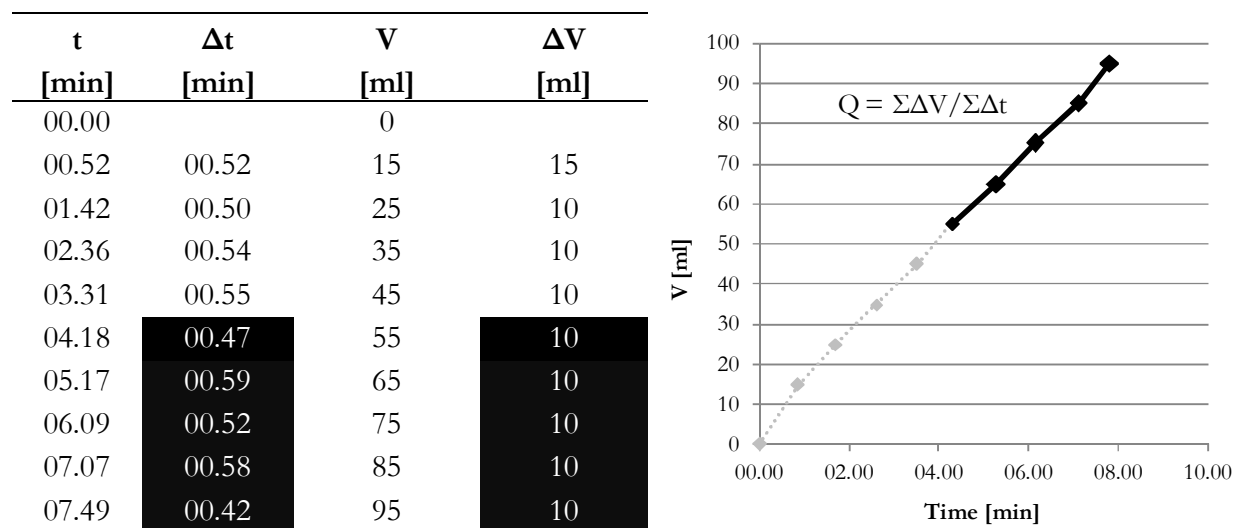 t Δt V ΔV
[min] [min] [ml] [ml]
00.00 0
00.52 00.52 15 15
01.42 00.50 25 10
02.36 00.54 35 10
03.31 00.55 45 10
04.18 00.47 55 10
05.17 00.59 65 10
06.09 00.52 75 10
07.07 00.58 85 10
07.49 00.42 95 10
100
90
80
70
60
50
40
30
20
10
0
V [ml]
Q = ΣΔV/ΣΔt
00.00 02.00 04.00 06.00 08.00 10.00
Time [min]